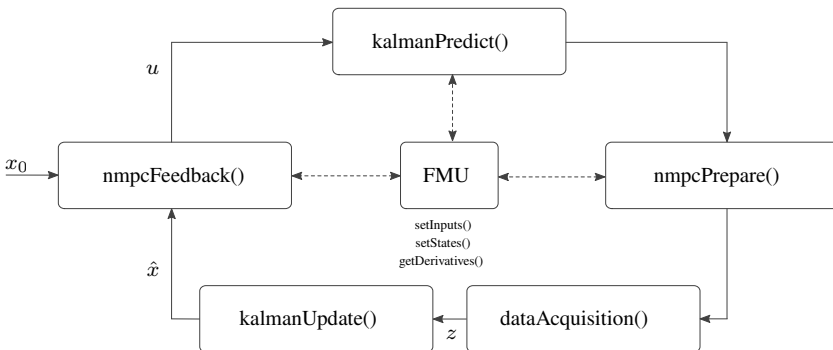 kalmanPredict()
u
x₀
nmpcFeedback()
FMU
nmpcPrepare()
setInputs()
setStates()
getDerivatives()
x̂
kalmanUpdate()
z
dataAcquisition()